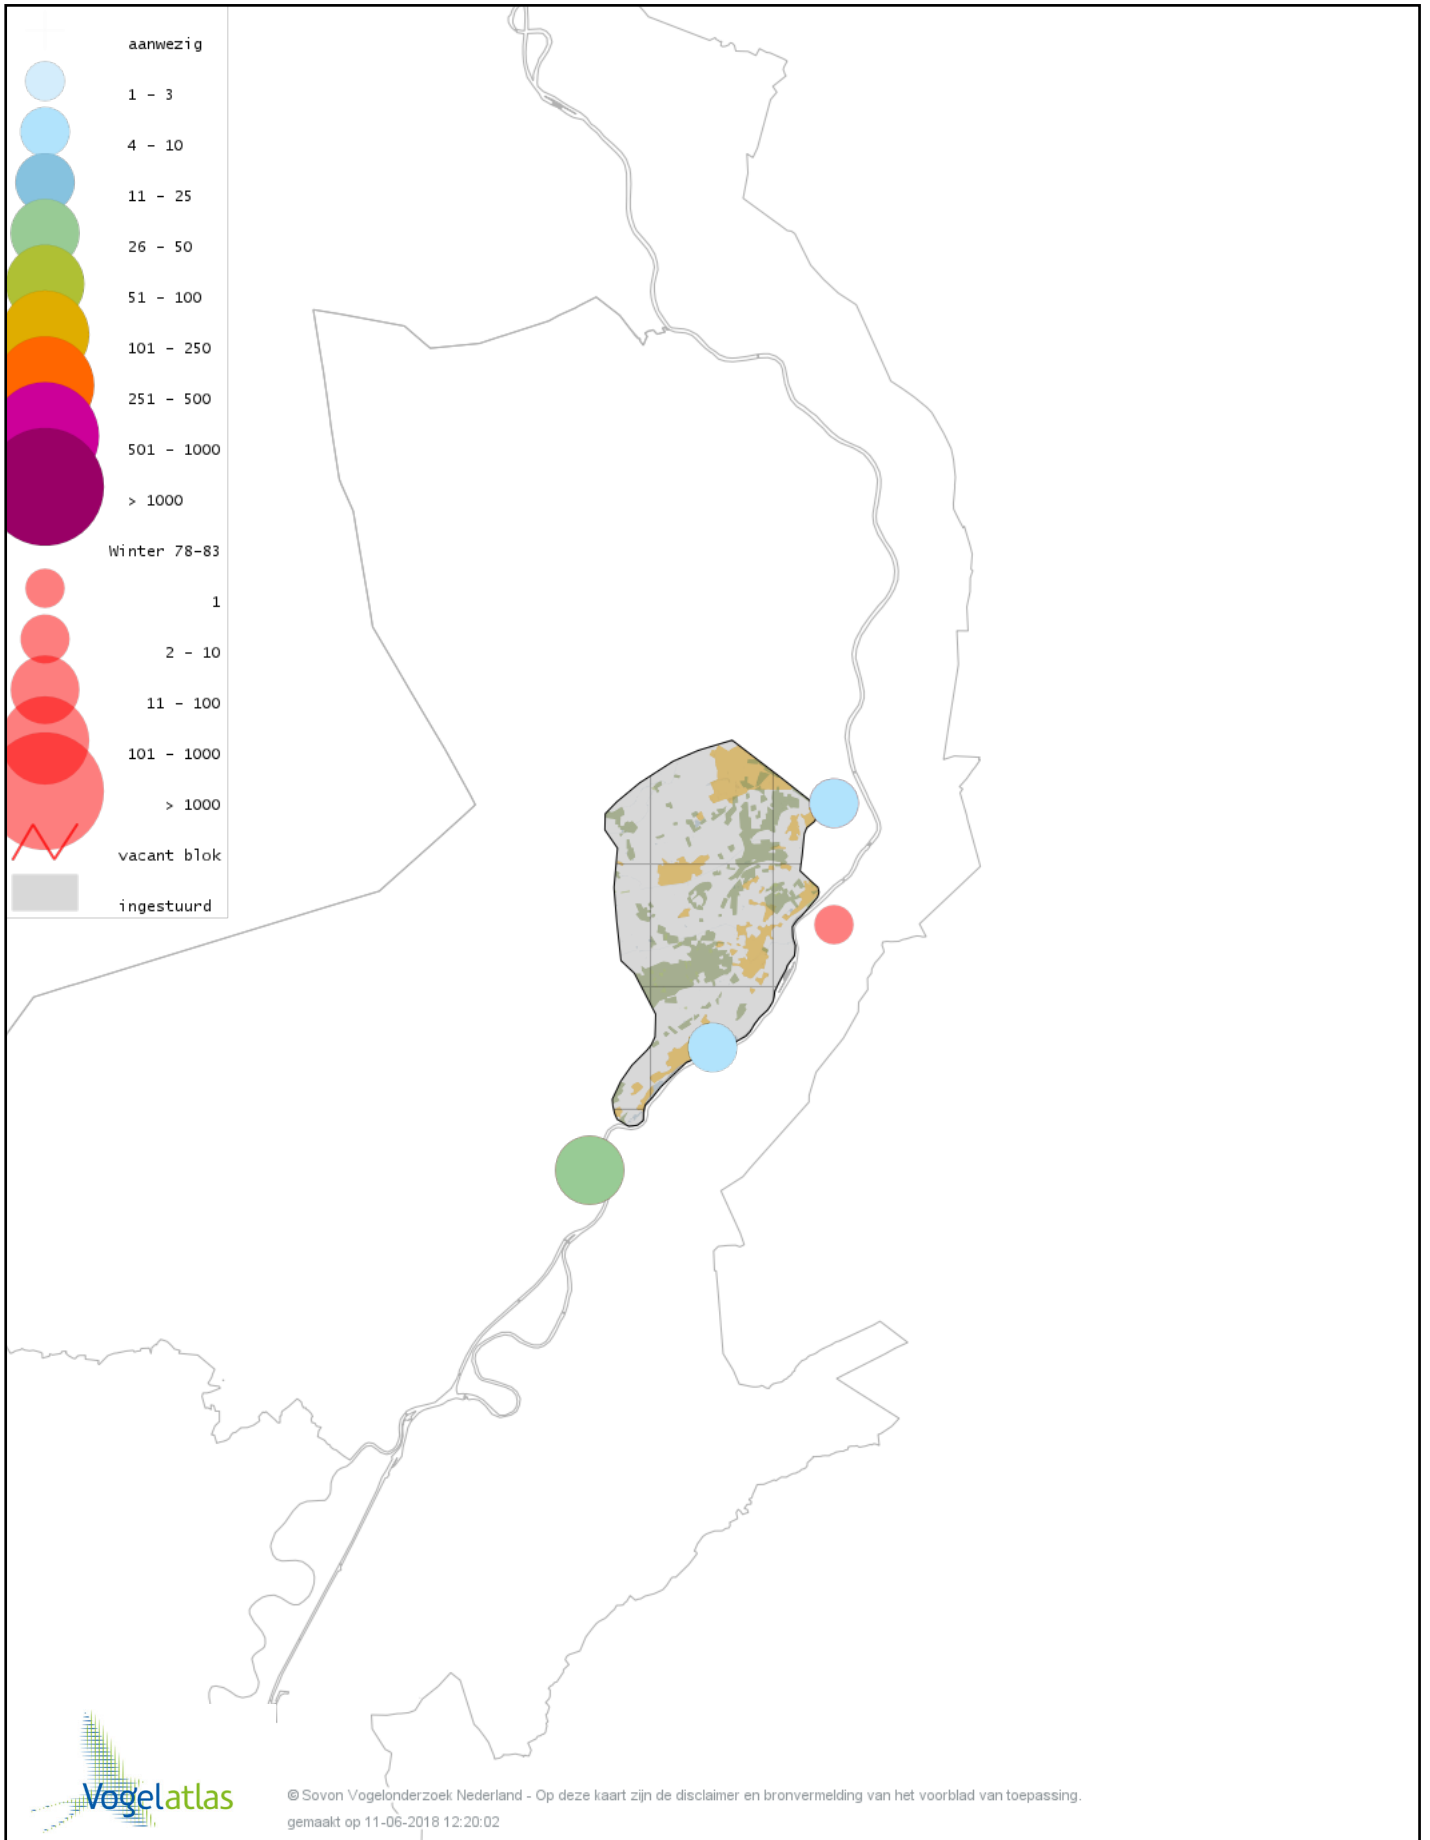 aanwezig
1 - 3
4 - 10
11 - 25
26 - 50
51 - 100
101 - 250
251 - 500
501 - 1000
> 1000
Winter 78-83
1
2 - 10
11 - 100
101 - 1000
> 1000
vacant blok
ingestuurd
Vogelatlas
© Sovon Vogelonderzoek Nederland - Op deze kaart zijn de disclaimer en bronvermelding van het voorblad van toepassing.
gemaakt op 11-06-2018 12:20:02